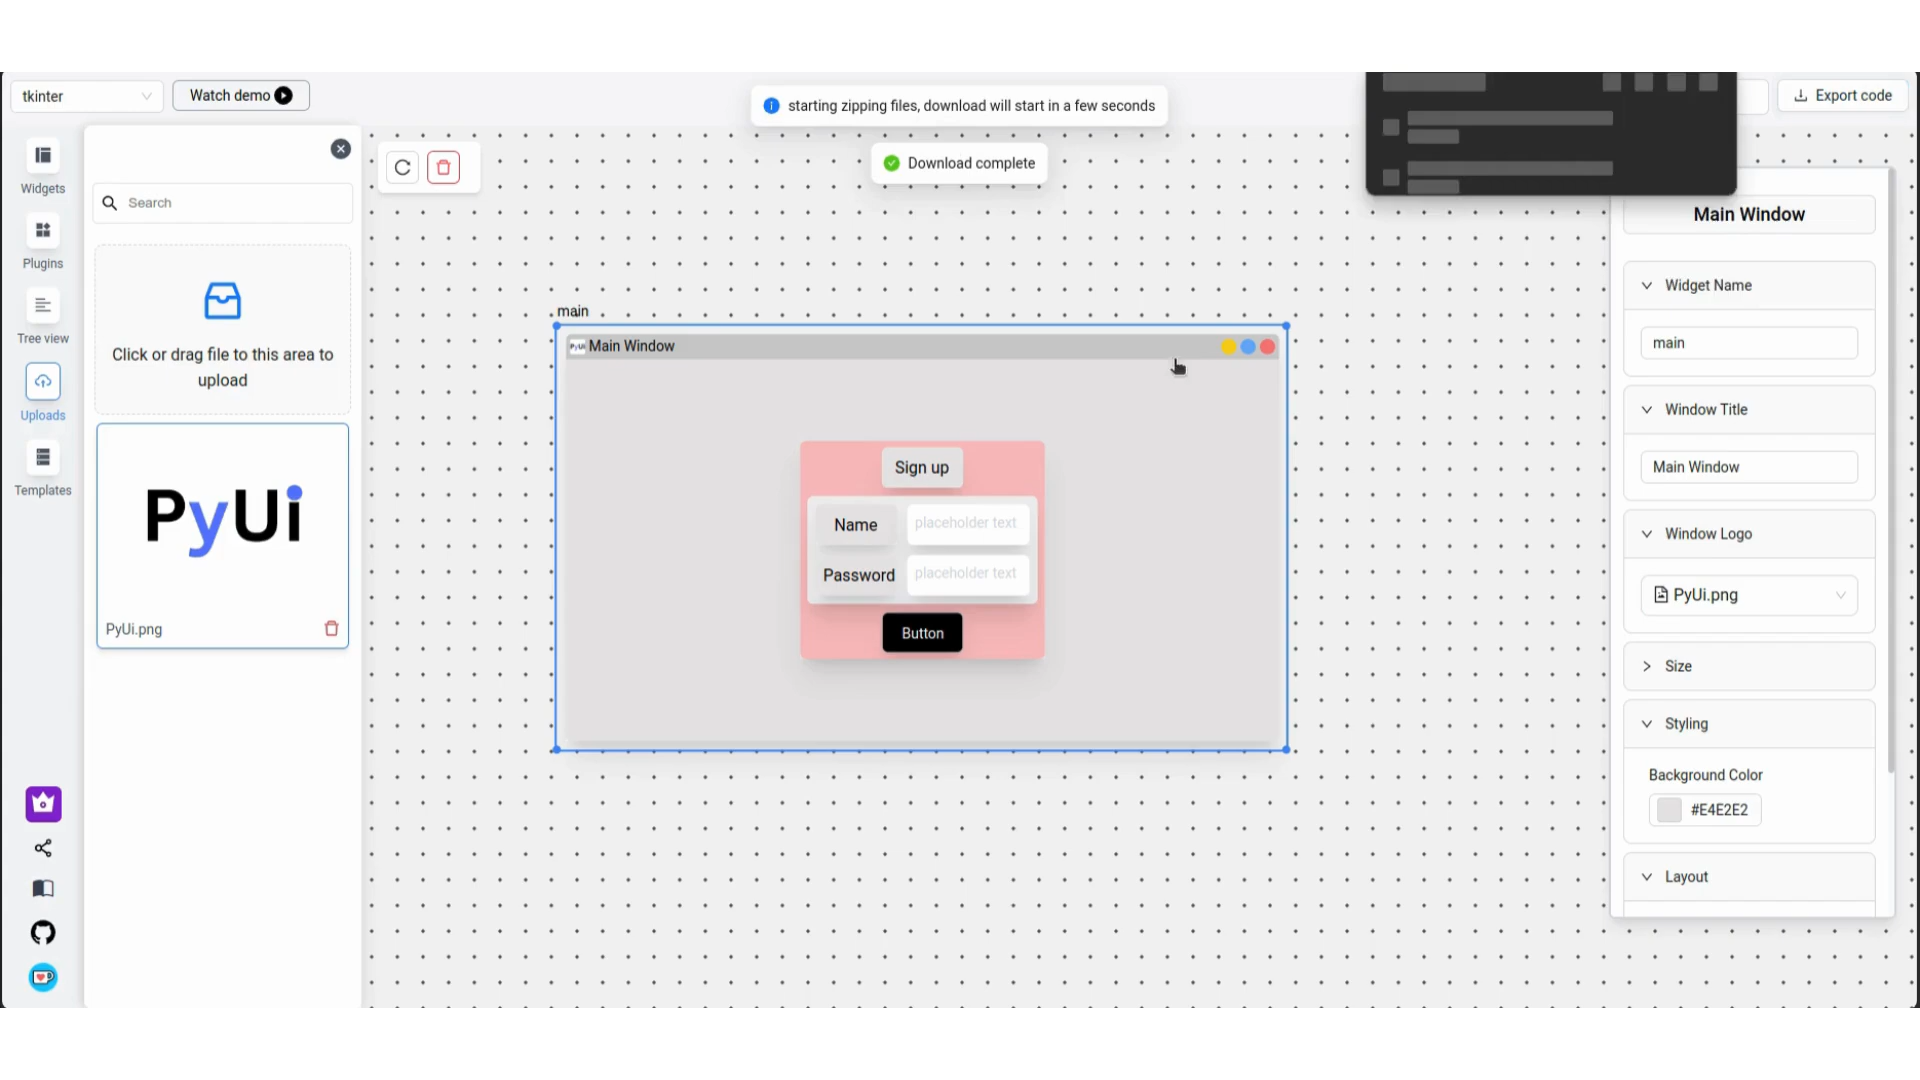 tkinter
Watch demo
starting zipping files, download will start in a few seconds
Export code
Download complete
Widgets
Plugins
Tree view
Uploads
Templates
Search
Click or drag file to this area to
upload
PyUi
PyUi.png
main
PyUi Main Window
Sign up
Name
placeholder text
Password
placeholder text
Button
Main Window
Widget Name
main
Window Title
Main Window
Window Logo
PyUi.png
Size
Styling
Background Color
#E4E2E2
Layout